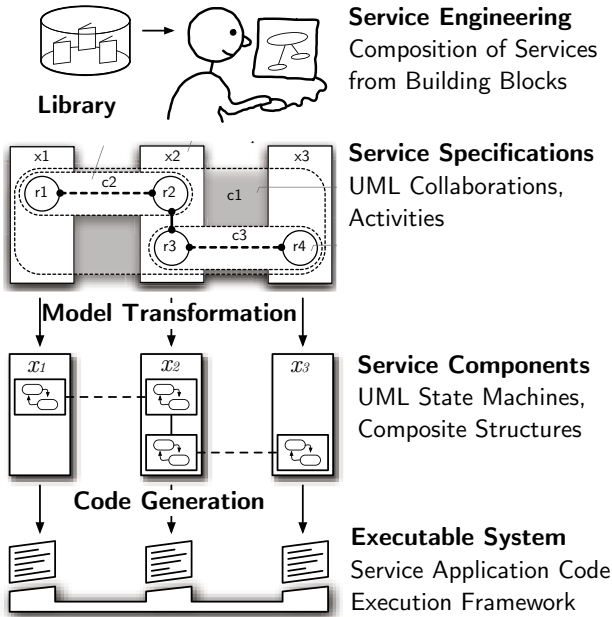 Service Engineering
Composition of Services
from Building Blocks
Library
x1
x2
x3
Service Specifications
UML Collaborations,
Activities
c2
r1
r2
c1
c3
r3
r4
Model Transformation
x1
x2
x3
Service Components
UML State Machines,
Composite Structures
Code Generation
Executable System
Service Application Code
Execution Framework